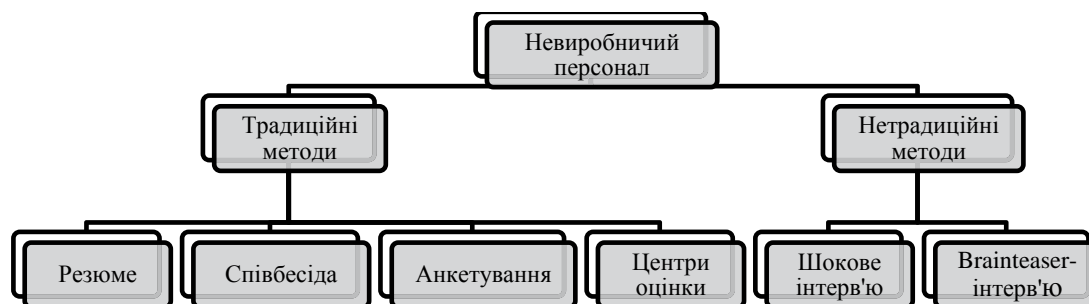 Невиробничий
персонал
Традиційні
методи
Нетрадиційні
методи
Резюме
Співбесіда
Анкетування
Центри
оцінки
Шокове
інтерв'ю
Brainteaser-
інтерв'ю